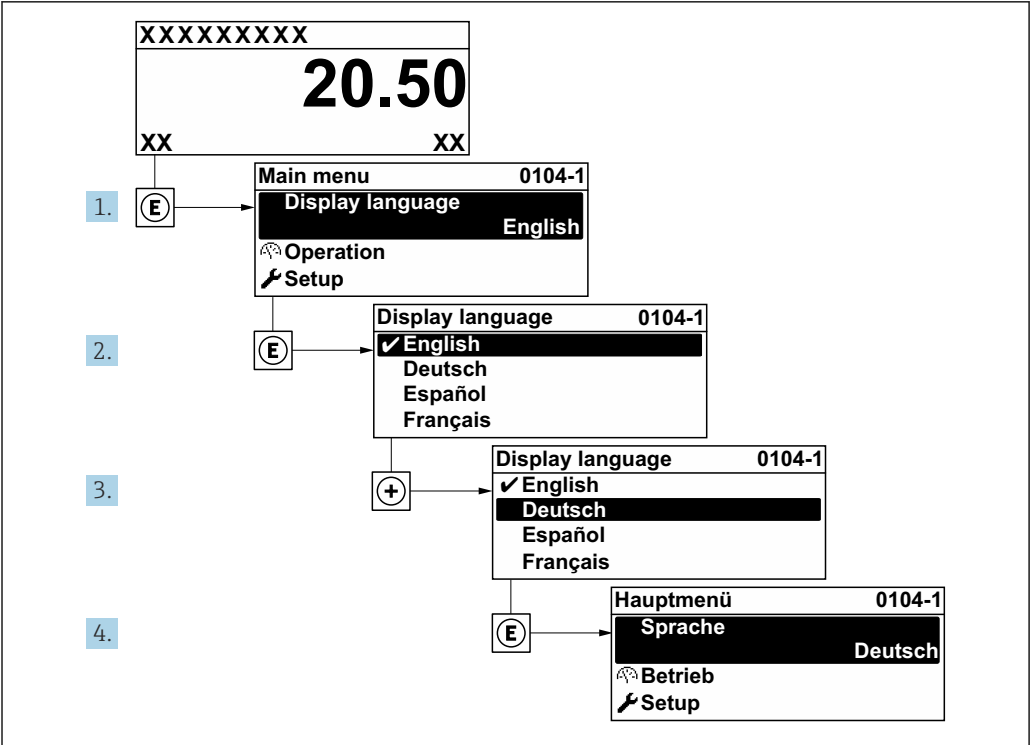 XXXXXXXXX
20.50
XX XX
1. E
Main menu 0104-1
Display language
English
Operation
Setup
2. E
Display language 0104-1
✔English
Deutsch
Español
Français
3. +
Display language 0104-1
✔English
Deutsch
Español
Français
4. E
Hauptmenü 0104-1
Sprache
Deutsch
Betrieb
Setup